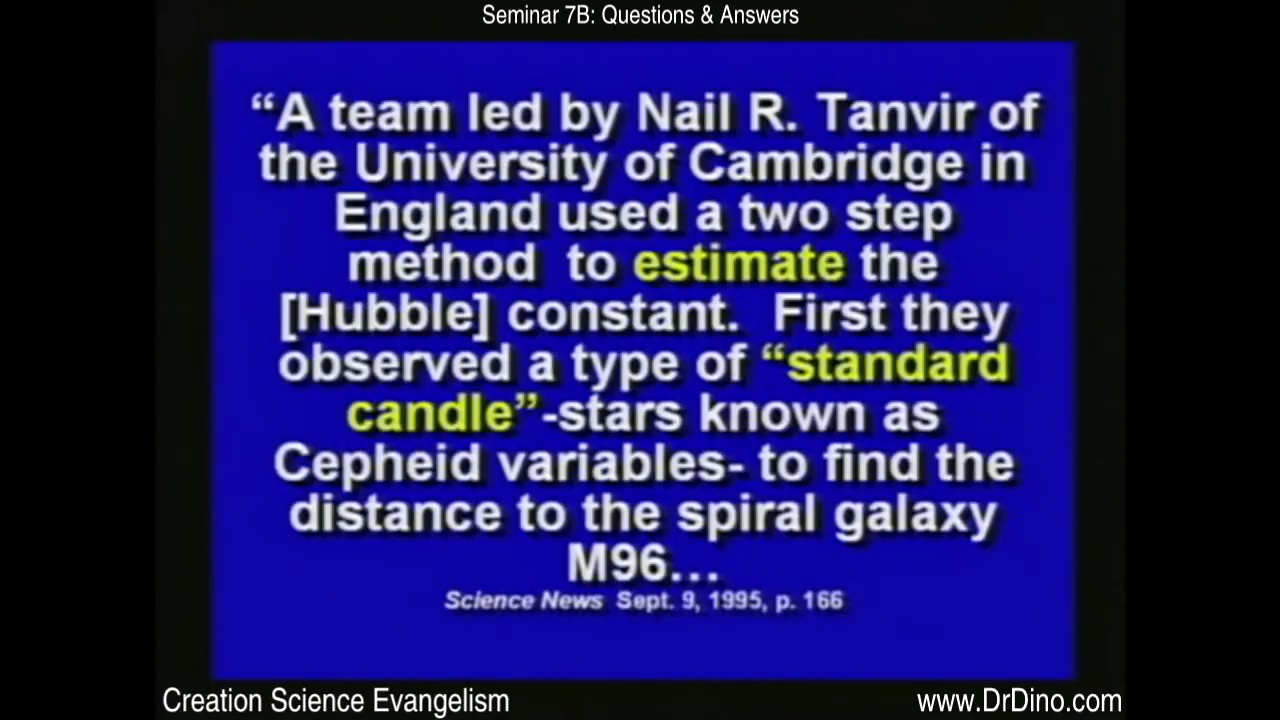 Seminar 7B: Questions & Answers
“A team led by Nail R. Tanvir of
the University of Cambridge in
England used a two step
method to estimate the
[Hubble] constant. First they
observed a type of “standard
candle”-stars known as
Cepheid variables- to find the
distance to the spiral galaxy
M96...
Science News Sept. 9, 1995, p. 166
Creation Science Evangelism
www.DrDino.com